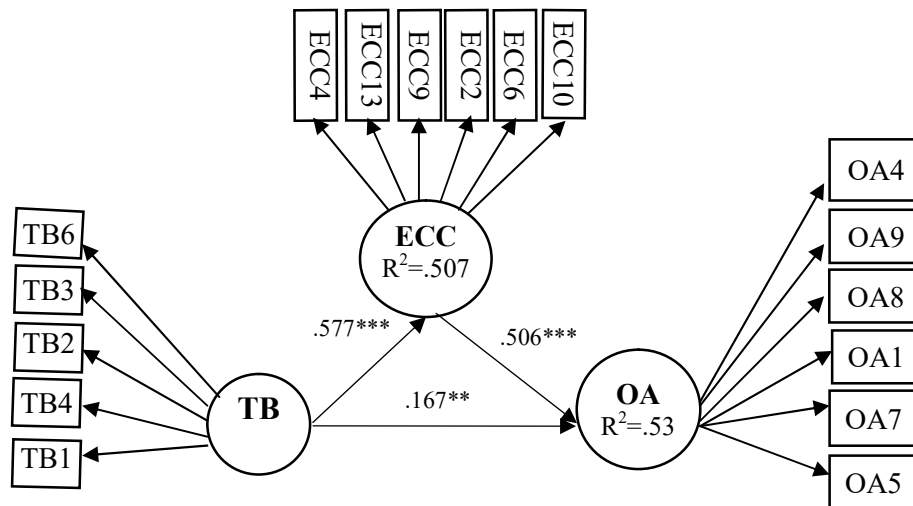 ECC4
ECC13
ECC9
ECC2
ECC6
ECC10
ECC
R²=.507
TB6
TB3
TB2
TB4
TB1
TB
.577***
.506***
.167**
OA
R²=.53
OA4
OA9
OA8
OA1
OA7
OA5